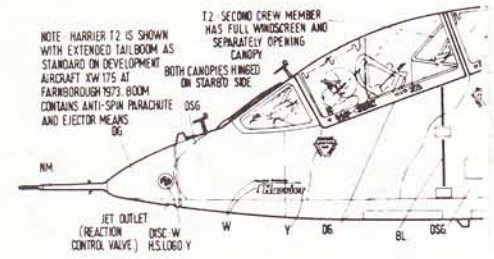 T2 · SECOND CREW MEMBER
HAS FULL WINDSCREEN AND
SEPARATELY OPENING
CANOPY
BOTH CANOPIES HINGED
ON STARB'D SIDE
NOTE: HARRIER T2 IS SHOWN
WITH EXTENDED TAILBOOM AS
STANDARD ON DEVELOPMENT
AIRCRAFT XW 175 AT
FARNBOROUGH 1973. BOOM
CONTAINS ANTI-SPIN PARACHUTE
AND EJECTOR MEANS
DSG
DG
NM
Harrier
JET OUTLET
(REACTION
CONTROL VALVE.)
DISC W
H.S.LOGO Y
W
Y
DG
BL
DSG